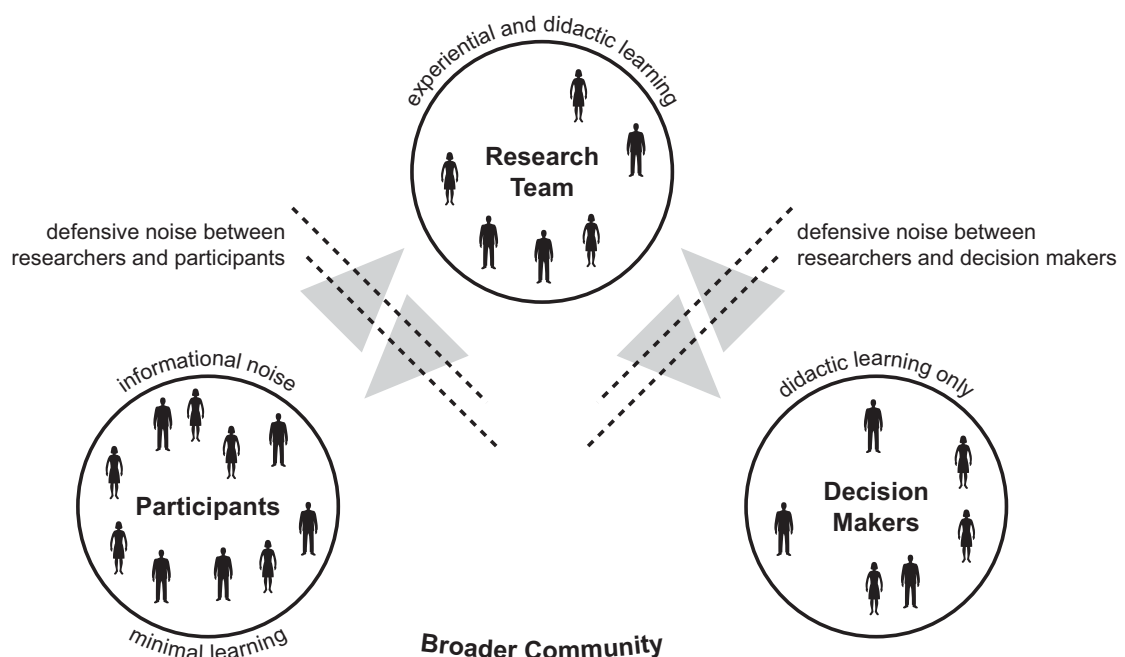 experiential and didactic learning
Research
Team
defensive noise between
researchers and participants
defensive noise between
researchers and decision makers
informational noise
Participants
minimal learning
didactic learning only
Decision
Makers
Broader Community